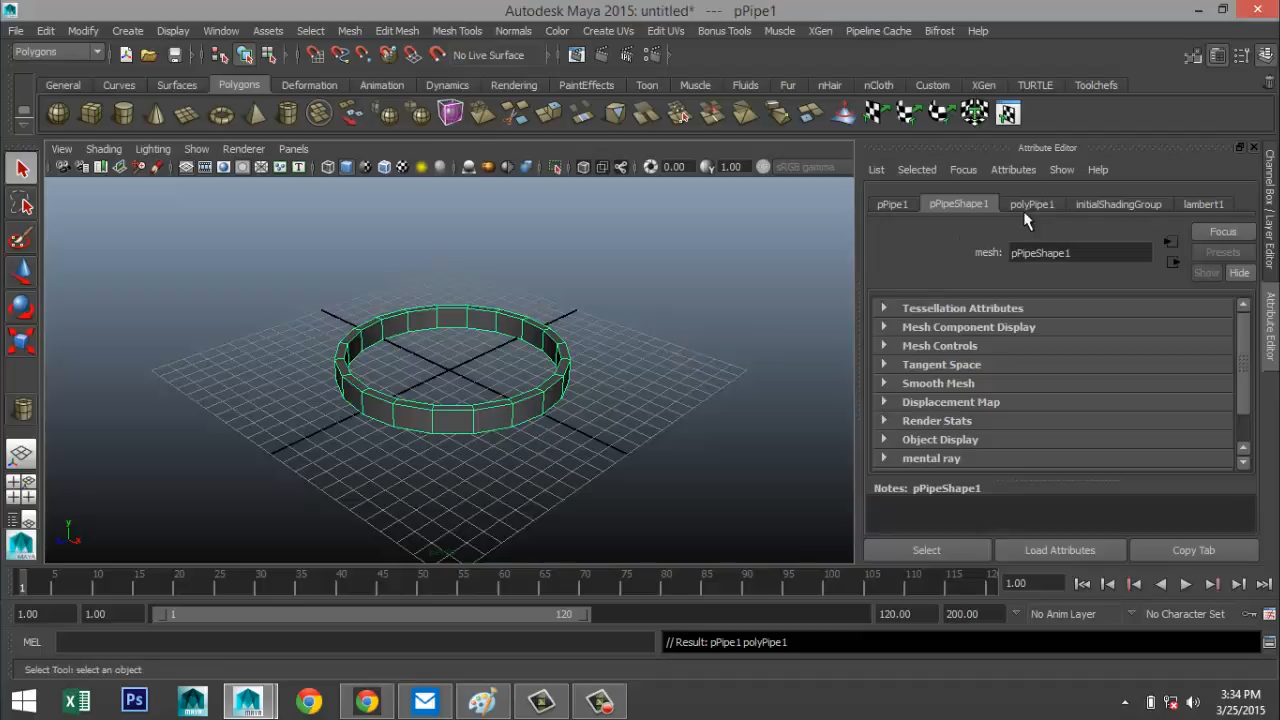 Autodesk Maya 2015: untitled* --- pPipe1
File Edit Modify Create Display Window Assets Select Mesh Edit Mesh Mesh Tools Normals Color Create UVs Edit UVs Bonus Tools Muscle XGen Pipeline Cache Bifrost Help
Polygons No Live Surface
General Curves Surfaces Polygons Deformation Animation Dynamics Rendering PaintEffects Toon Muscle Fluids Fur nHair nCloth Custom XGen TURTLE Toolchefs
View Shading Lighting Show Renderer Panels
0.00 1.00 sRGB gamma
Attribute Editor
List Selected Focus Attributes Show Help
pPipe1 pPipeShape1 polyPipe1 initialShadingGroup lambert1
Focus
mesh: pPipeShape1
Presets
Show Hide
Tessellation Attributes
Mesh Component Display
Mesh Controls
Tangent Space
Smooth Mesh
Displacement Map
Render Stats
Object Display
mental ray
Notes: pPipeShape1
Select Load Attributes Copy Tab
Channel Box / Layer Editor
Attribute Editor
y
x
MAYA
1 5 10 15 20 25 30 35 40 45 50 55 60 65 70 75 80 85 90 95 100 105 110 115 12
1.00
1.00 1.00 1 120 120.00 200.00 No Anim Layer No Character Set
MEL // Result: pPipe1 polyPipe1
Select Tool: select an object
Ps
3:34 PM
3/25/2015